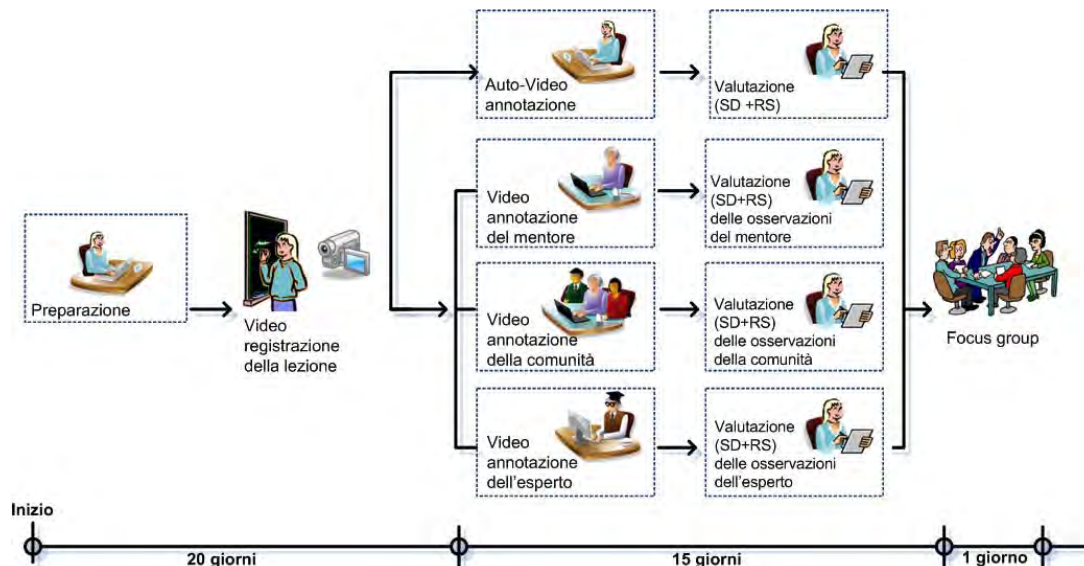 Auto-Video
annotazione
Valutazione
(SD +RS)
Video
annotazione
del mentore
Valutazione
(SD+RS)
delle osservazioni
del mentore
Preparazione
Video
registrazione
della lezione
Video
annotazione
della comunità
Valutazione
(SD+RS)
delle osservazioni
della comunità
Focus group
Video
annotazione
dell'esperto
Valutazione
(SD+RS)
delle osservazioni
dell'esperto
Inizio
20 giorni
15 giorni
1 giorno